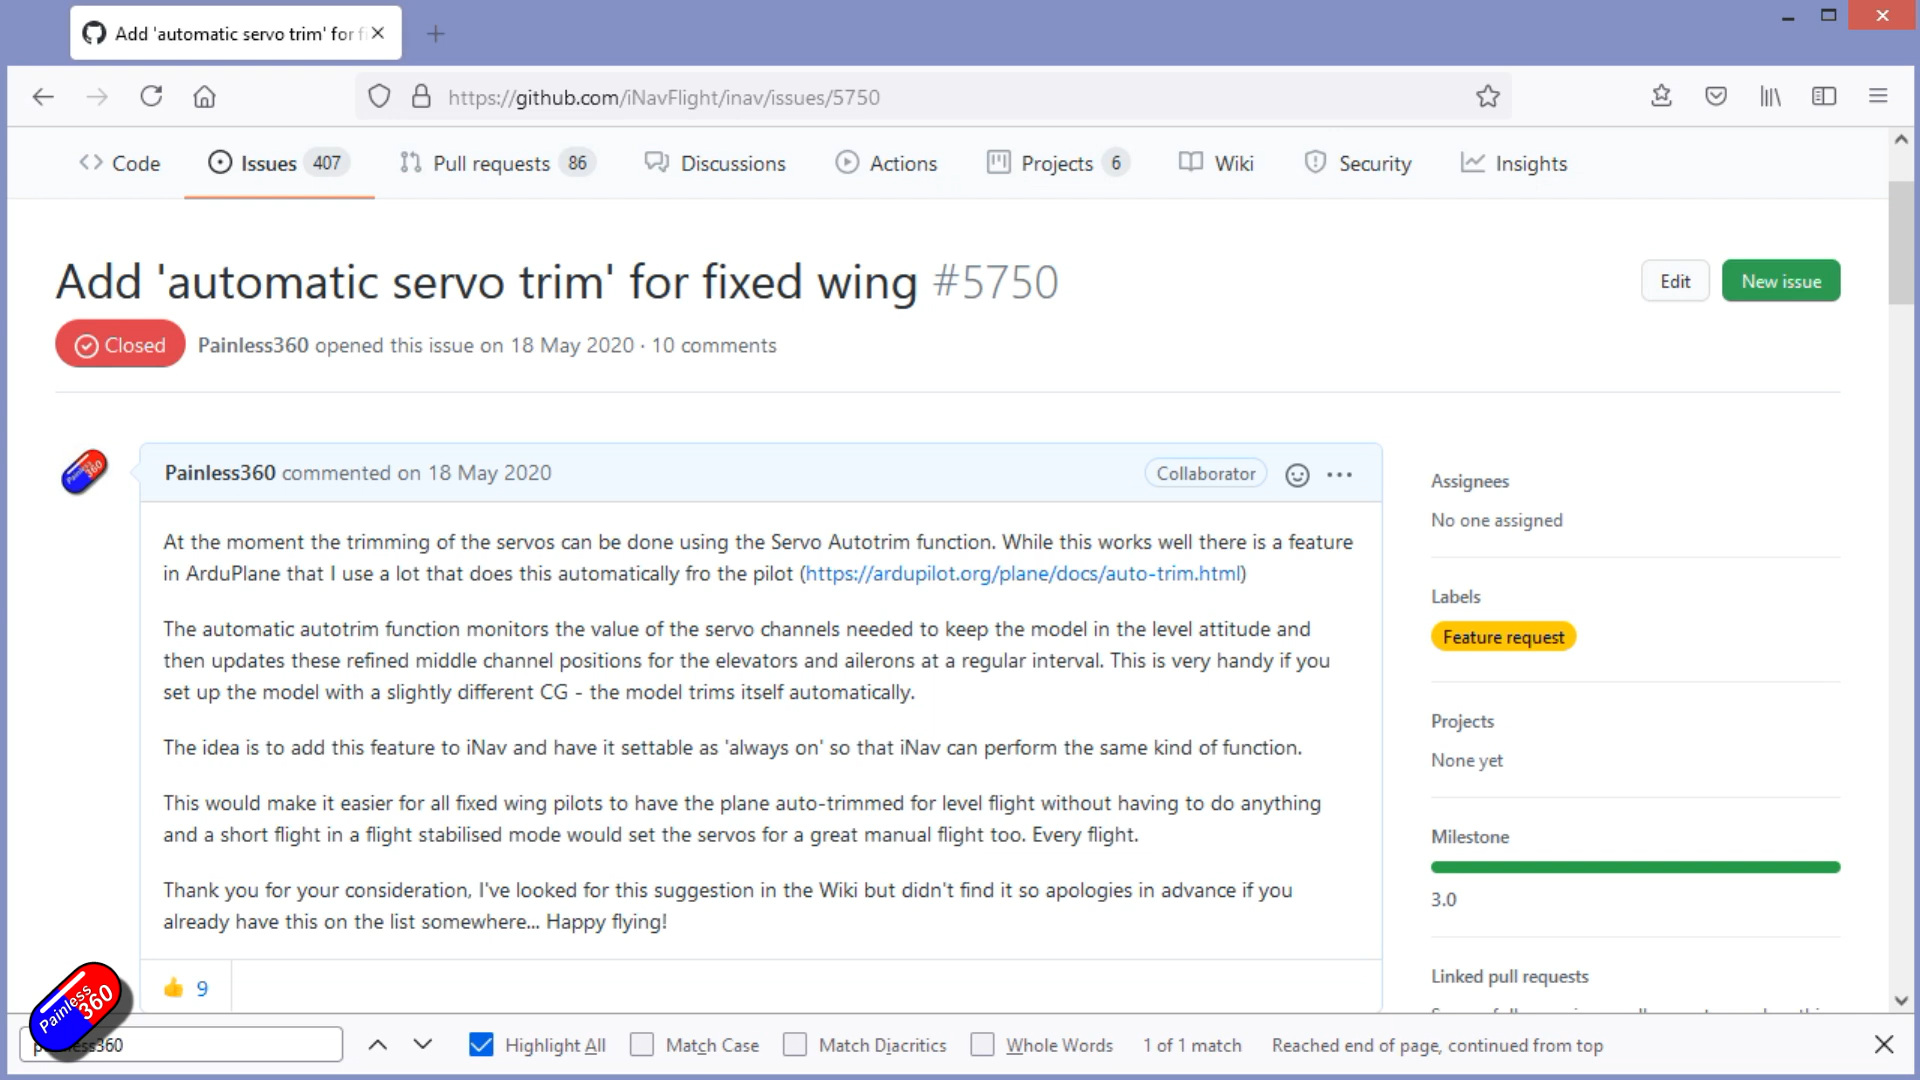 Add 'automatic servo trim' for fi
https://github.com/iNavFlight/inav/issues/5750
Code Issues 407 Pull requests 86 Discussions Actions Projects 6 Wiki Security Insights
Add 'automatic servo trim' for fixed wing #5750
Edit
New issue
Closed
Painless360 opened this issue on 18 May 2020 · 10 comments
Painless360 commented on 18 May 2020
Collaborator
At the moment the trimming of the servos can be done using the Servo Autotrim function. While this works well there is a feature
in ArduPlane that I use a lot that does this automatically fro the pilot (https://ardupilot.org/plane/docs/auto-trim.html)
The automatic autotrim function monitors the value of the servo channels needed to keep the model in the level attitude and
then updates these refined middle channel positions for the elevators and ailerons at a regular interval. This is very handy if you
set up the model with a slightly different CG - the model trims itself automatically.
The idea is to add this feature to iNav and have it settable as 'always on' so that iNav can perform the same kind of function.
This would make it easier for all fixed wing pilots to have the plane auto-trimmed for level flight without having to do anything
and a short flight in a flight stabilised mode would set the servos for a great manual flight too. Every flight.
Thank you for your consideration, I've looked for this suggestion in the Wiki but didn't find it so apologies in advance if you
already have this on the list somewhere... Happy flying!
9
Assignees
No one assigned
Labels
Feature request
Projects
None yet
Milestone
3.0
Linked pull requests
Painless 360
Highlight All Match Case Match Diacritics Whole Words 1 of 1 match Reached end of page, continued from top